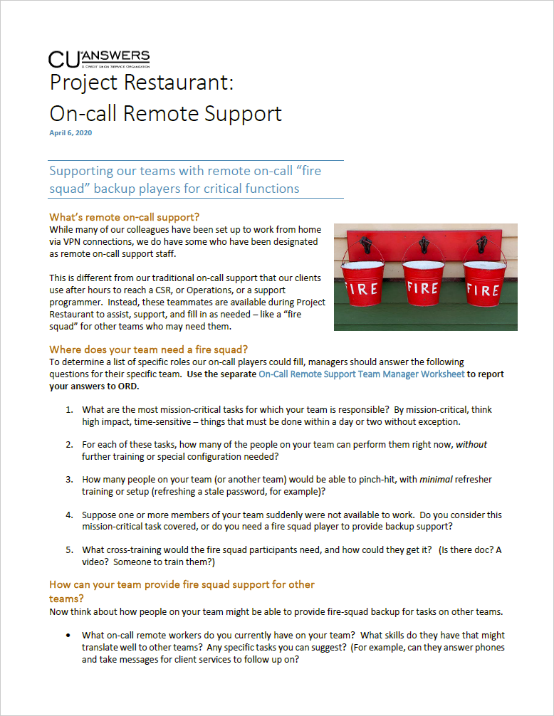 CU*ANSWERS
A CREDIT UNION SERVICE ORGANIZATION
Project Restaurant:
On-call Remote Support
April 6, 2020
Supporting our teams with remote on-call “fire
squad” backup players for critical functions
What’s remote on-call support?
While many of our colleagues have been set up to work from home
via VPN connections, we do have some who have been designated
as remote on-call support staff.
This is different from our traditional on-call support that our clients
use after hours to reach a CSR, or Operations, or a support
programmer. Instead, these teammates are available during Project
Restaurant to assist, support, and fill in as needed – like a “fire
squad” for other teams who may need them.
FIRE FIRE FIRE
Where does your team need a fire squad?
To determine a list of specific roles our on-call players could fill, managers should answer the following
questions for their specific team. Use the separate On-Call Remote Support Team Manager Worksheet to report
your answers to ORD.
1. What are the most mission-critical tasks for which your team is responsible? By mission-critical, think
high impact, time-sensitive – things that must be done within a day or two without exception.
2. For each of these tasks, how many of the people on your team can perform them right now, without
further training or special configuration needed?
3. How many people on your team (or another team) would be able to pinch-hit, with minimal refresher
training or setup (refreshing a stale password, for example)?
4. Suppose one or more members of your team suddenly were not available to work. Do you consider this
mission-critical task covered, or do you need a fire squad player to provide backup support?
5. What cross-training would the fire squad participants need, and how could they get it? (Is there doc? A
video? Someone to train them?)
How can your team provide fire squad support for other
teams?
Now think about how people on your team might be able to provide fire-squad backup for tasks on other teams.
• What on-call remote workers do you currently have on your team? What skills do they have that might
translate well to other teams? Any specific tasks you can suggest? (For example, can they answer phones
and take messages for client services to follow up on?